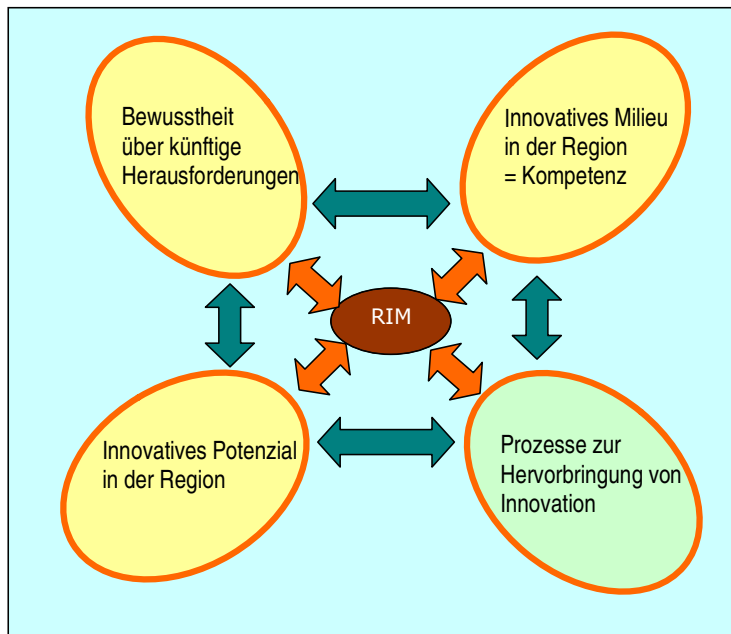 Bewusstheit
über künftige
Herausforderungen
Innovatives Milieu
in der Region
= Kompetenz
RIM
Innovatives Potenzial
in der Region
Prozesse zur
Hervorbringung von
Innovation